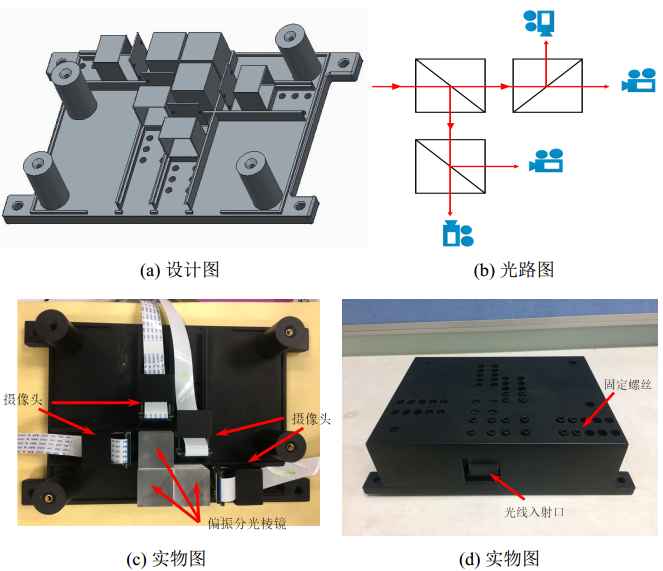 (a) 设计图
(b) 光路图
摄像头
摄像头
偏振分光棱镜
固定螺丝
光线入射口
(c) 实物图
(d) 实物图